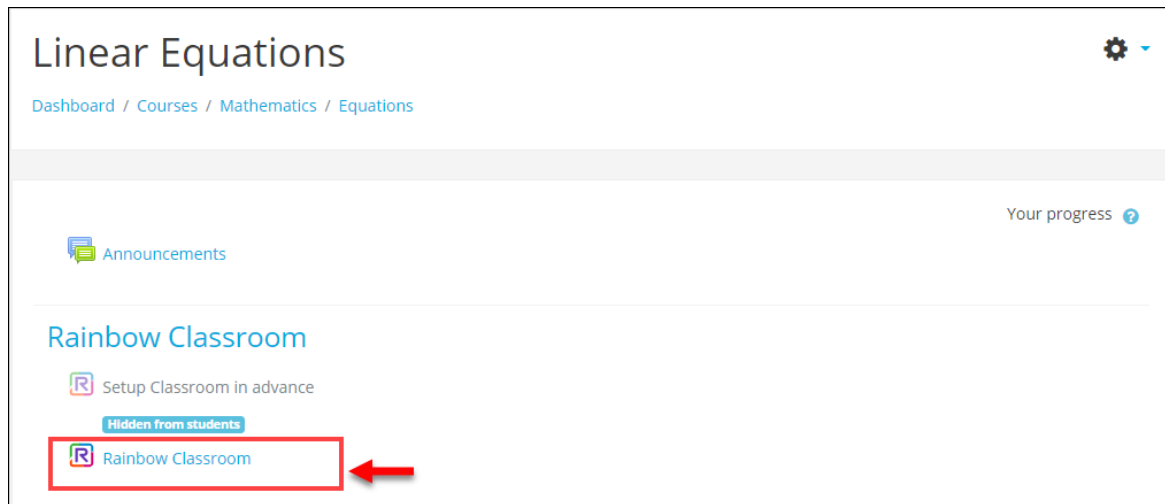 Linear Equations
Dashboard / Courses / Mathematics / Equations
Your progress
Announcements
Rainbow Classroom
Setup Classroom in advance
Hidden from students
Rainbow Classroom